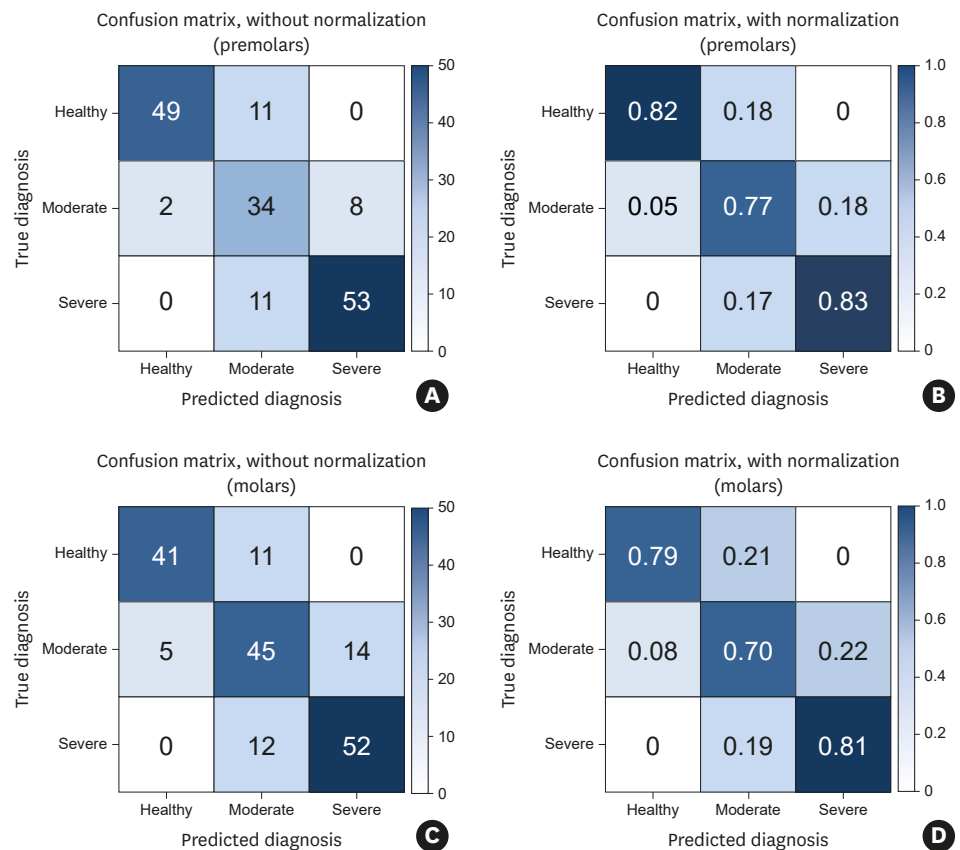 Confusion matrix, without normalization
(premolars)
50
40
30
20
10
0
True diagnosis
Healthy
49 11 0
Moderate
2 34 8
Severe
0 11 53
Healthy Moderate Severe
Predicted diagnosis
A
Confusion matrix, with normalization
(premolars)
1.0
0.8
0.6
0.4
0.2
0
True diagnosis
Healthy
0.82 0.18 0
Moderate
0.05 0.77 0.18
Severe
0 0.17 0.83
Healthy Moderate Severe
Predicted diagnosis
B
Confusion matrix, without normalization
(molars)
50
40
30
20
10
0
True diagnosis
Healthy
41 11 0
Moderate
5 45 14
Severe
0 12 52
Healthy Moderate Severe
Predicted diagnosis
C
Confusion matrix, with normalization
(molars)
1.0
0.8
0.6
0.4
0.2
0
True diagnosis
Healthy
0.79 0.21 0
Moderate
0.08 0.70 0.22
Severe
0 0.19 0.81
Healthy Moderate Severe
Predicted diagnosis
D